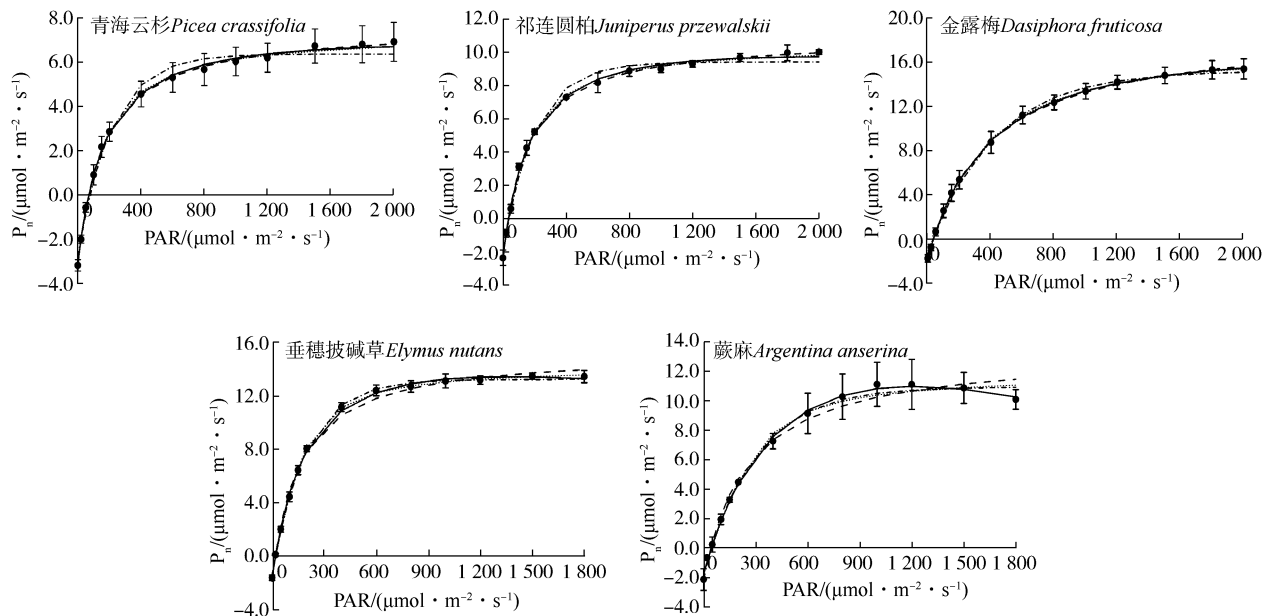 青海云杉Picea crassifolia
8.0
6.0
4.0
2.0
0.0
−2.0
−4.0
0 400 800 1 200 1 600 2 000
PAR/(μmol·m⁻²·s⁻¹)
Pn/(μmol·m⁻²·s⁻¹)
祁连圆柏Juniperus przewalskii
12.0
10.0
8.0
6.0
4.0
2.0
0.0
−2.0
−4.0
0 400 800 1 200 1 600 2 000
PAR/(μmol·m⁻²·s⁻¹)
Pn/(μmol·m⁻²·s⁻¹)
金露梅Dasiphora fruticosa
20.0
16.0
12.0
8.0
4.0
0.0
−4.0
0 400 800 1 200 1 600 2 000
PAR/(μmol·m⁻²·s⁻¹)
Pn/(μmol·m⁻²·s⁻¹)
垂穗披碱草Elymus nutans
16.0
12.0
8.0
4.0
0.0
−4.0
0 300 600 900 1 200 1 500 1 800
PAR/(μmol·m⁻²·s⁻¹)
Pn/(μmol·m⁻²·s⁻¹)
蕨麻Argentina anserina
14.0
12.0
10.0
8.0
6.0
4.0
2.0
0.0
−2.0
−4.0
0 300 600 900 1 200 1 500 1 800
PAR/(μmol·m⁻²·s⁻¹)
Pn/(μmol·m⁻²·s⁻¹)